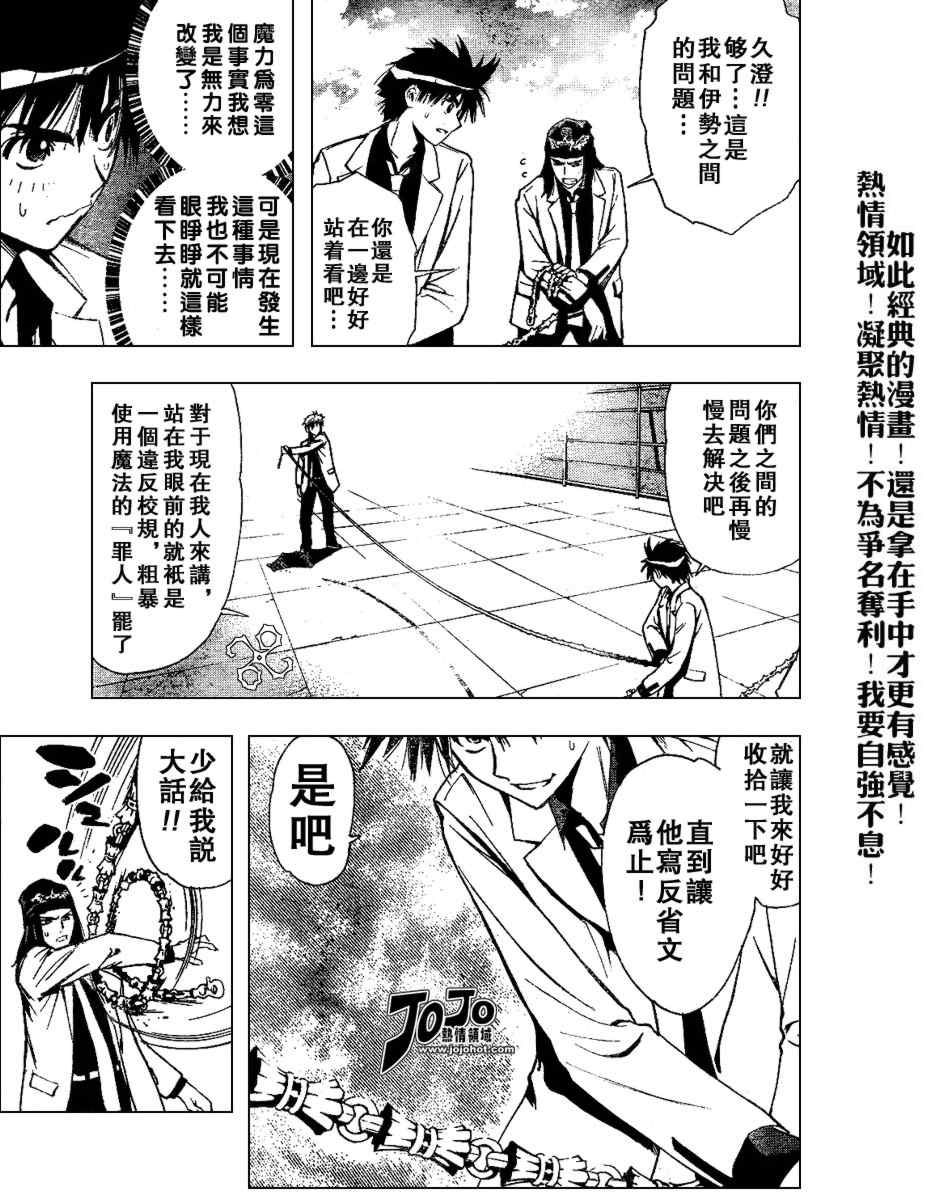 久澄!!
够了…這是
我和伊勢之間
的問題…
你還是
在一邊好好
站着看吧…
魔力爲零這
個事實我想
我是無力來
改變了……
可是現在發生
這種事情
我也不可能
眼睜睜就這樣
看下去……
你們之間的
問題之後再慢
慢去解决吧
對于現在我人來講，
站在我眼前的就衹是
一個違反校規，粗暴
使用魔法的『罪人』罷了
就讓我來好好
收拾一下吧
直到讓
他寫反省文
爲止！
是吧
少給我説
大話!!
JOJO
熱情領域
www.jojohot.com
如此經典的漫畫！還是拿在手中才更有感覺！
熱情領域！凝聚熱情！不為爭名奪利！我要自強不息！